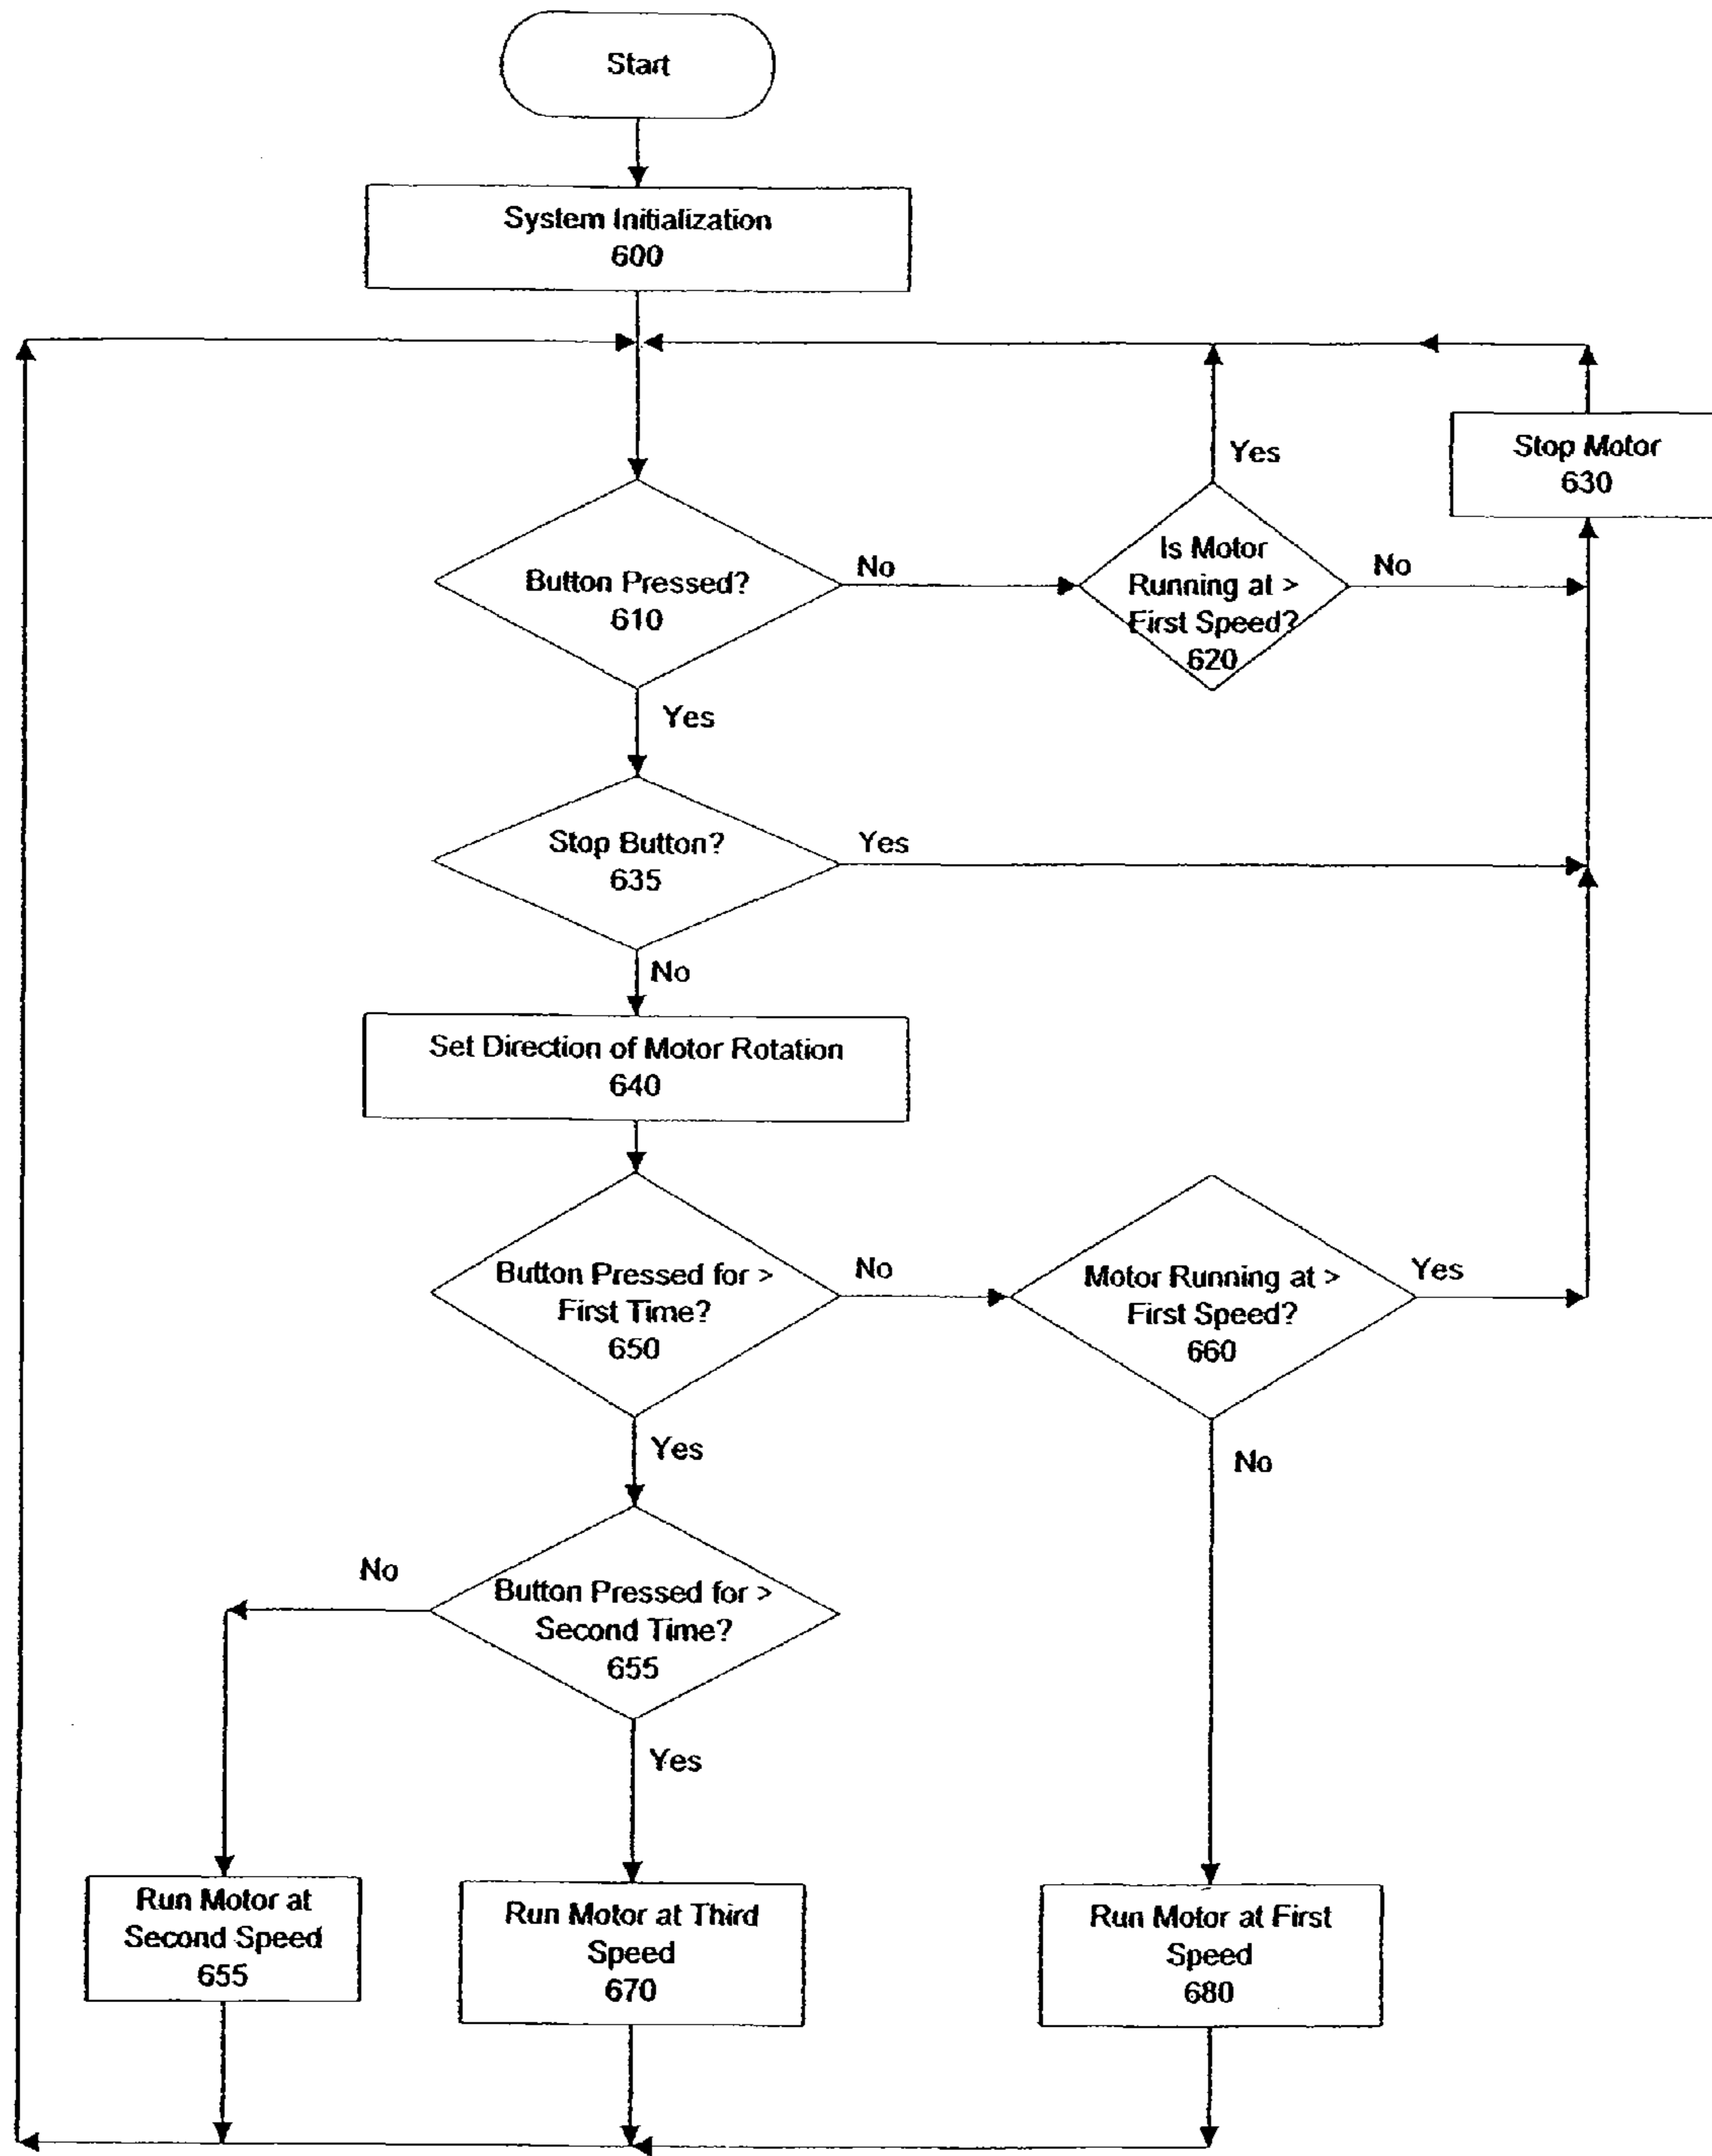 Start
System Initialization
600
Yes
Stop Motor
630
Button Pressed?
610
No
Is Motor
Running at >
First Speed?
620
No
Yes
Stop Button?
635
Yes
No
Set Direction of Motor Rotation
640
Button Pressed for >
First Time?
650
No
Motor Running at >
First Speed?
660
Yes
Yes
No
No
Button Pressed for >
Second Time?
655
Yes
Run Motor at
Second Speed
655
Run Motor at Third
Speed
670
Run Motor at First
Speed
680